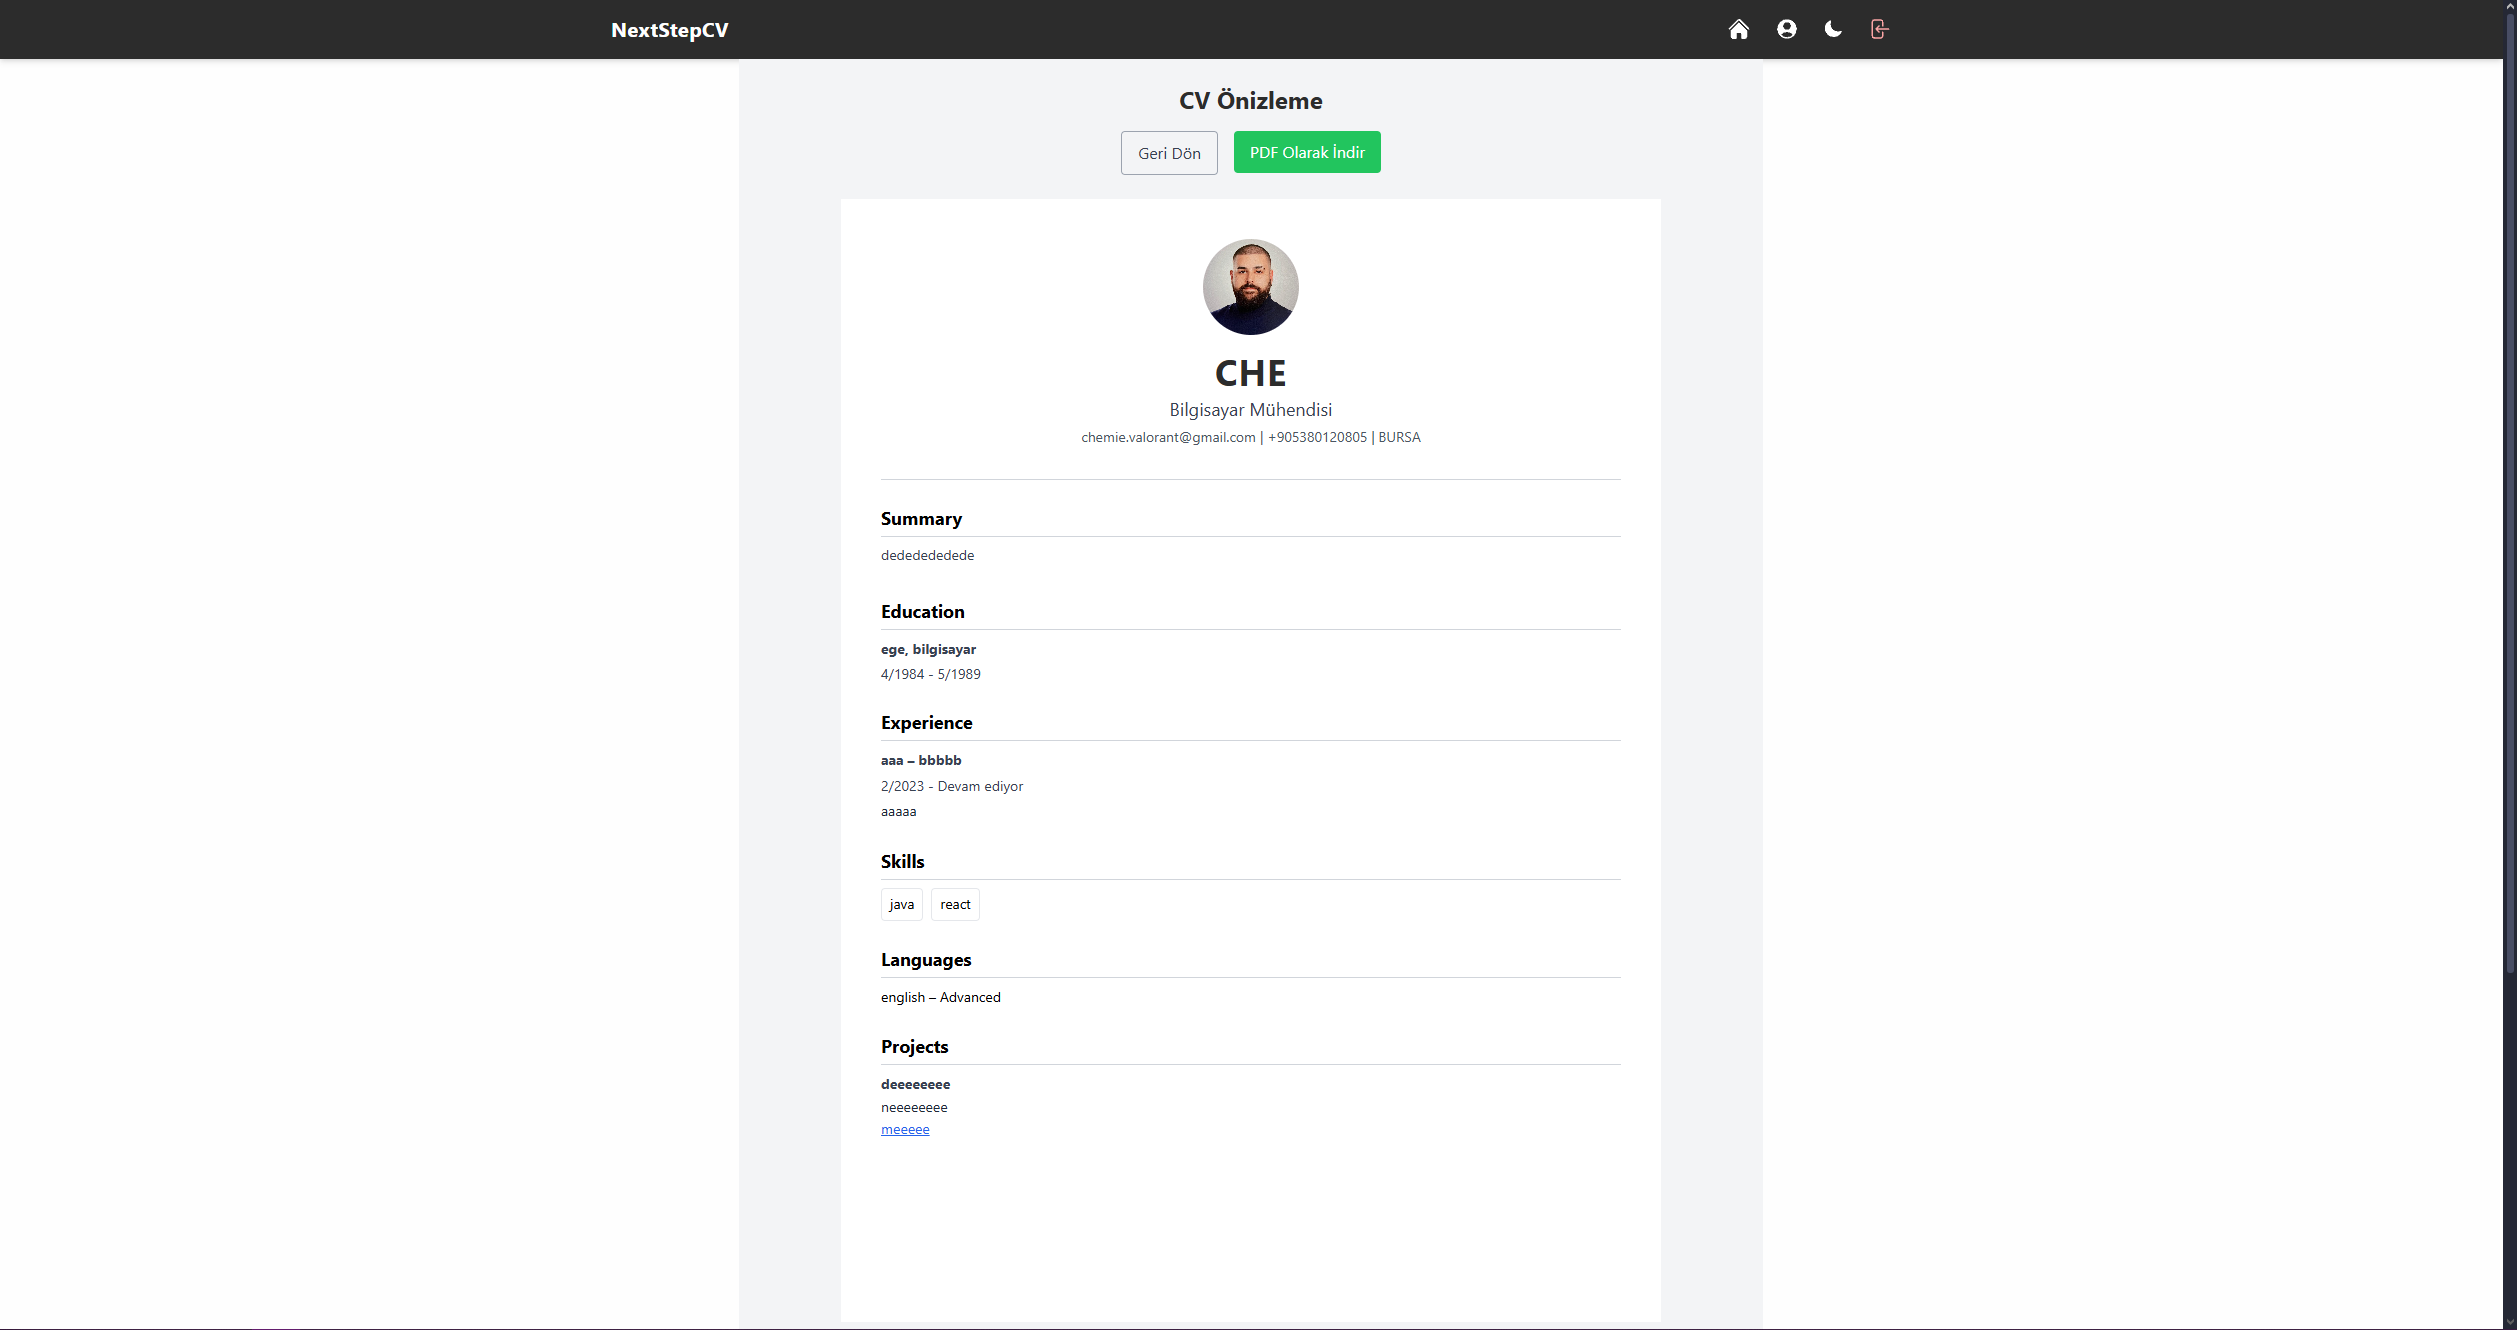 NextStepCV
CV Önizleme
Geri Dön
PDF Olarak İndir
CHE
Bilgisayar Mühendisi
chemie.valorant@gmail.com | +905380120805 | BURSA
Summary
dedededede​de
Education
ege, bilgisayar
4/1984 - 5/1989
Experience
aaa – bbbbb
2/2023 - Devam ediyor
aaaaa
Skills
java react
Languages
english – Advanced
Projects
deeeeeeee
neeeeeeee
meeeee